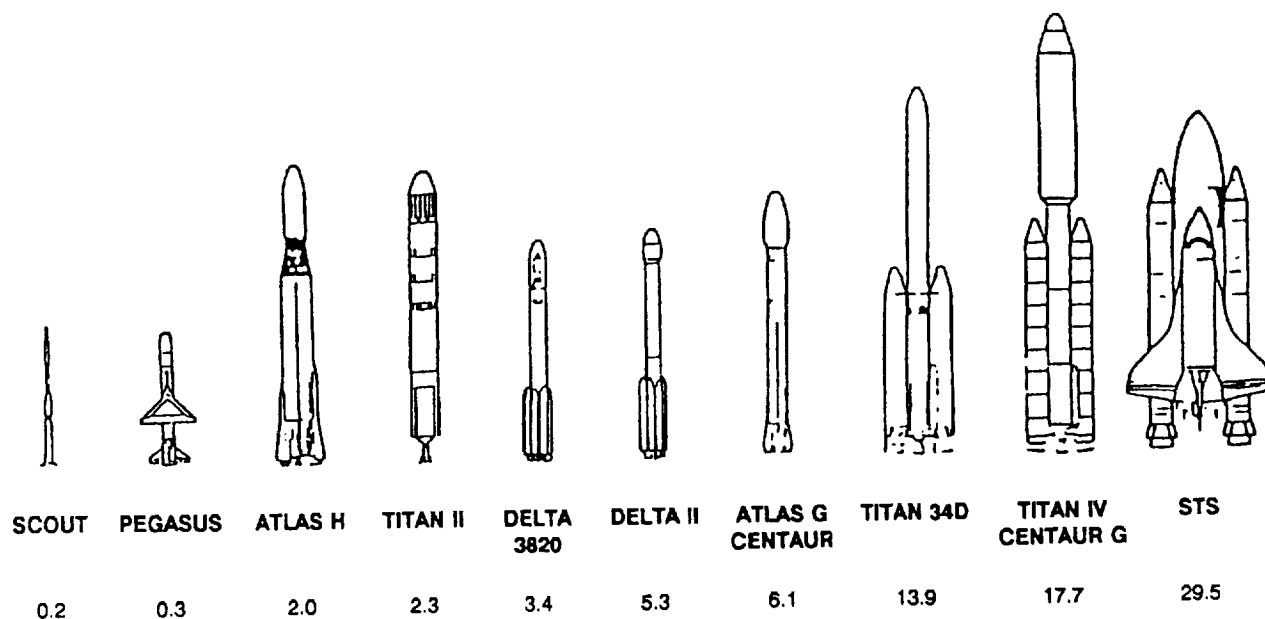 SCOUT PEGASUS ATLAS H TITAN II DELTA DELTA II ATLAS G TITAN 34D TITAN IV STS
3820 CENTAUR CENTAUR G
0.2 0.3 2.0 2.3 3.4 5.3 6.1 13.9 17.7 29.5